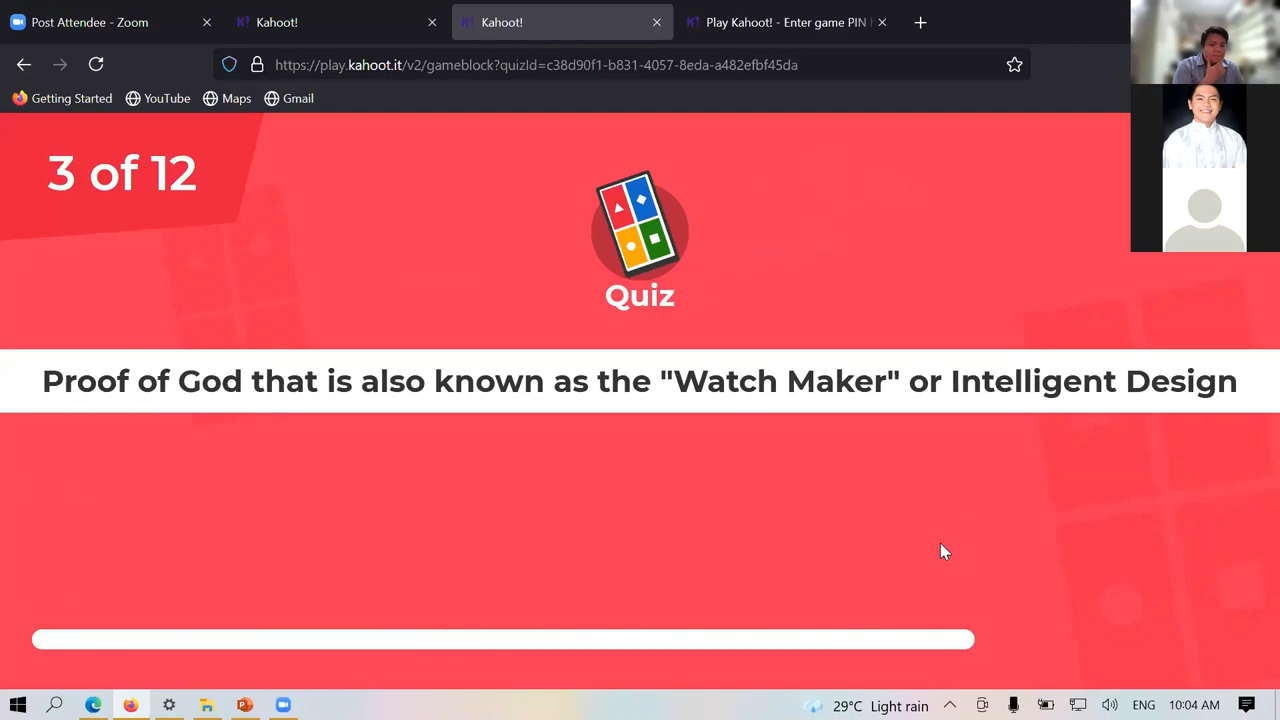 Post Attendee - Zoom
Kahoot!
Kahoot!
Play Kahoot! - Enter game PIN
https://play.kahoot.it/v2/gameblock?quizId=c38d90f1-b831-4057-8eda-a482efbf45da
Getting Started
YouTube
Maps
Gmail
3 of 12
Quiz
Proof of God that is also known as the "Watch Maker" or Intelligent Design
29°C Light rain
ENG
10:04 AM